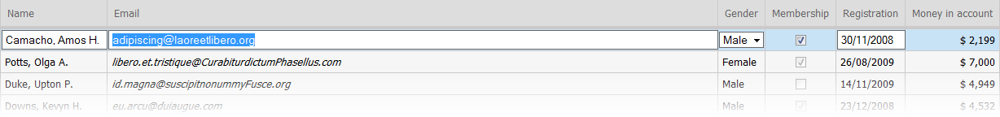 Name Email Gender Membership Registration Money in account
Camacho, Amos H. adipiscing@laoreetlibero.org Male 30/11/2008 $ 2,199
Potts, Olga A. libero.et.tristique@CurabiturdictumPhasellus.com Female 26/08/2009 $ 7,000
Duke, Upton P. id.magna@suscipitnonummyFusce.org Male 14/11/2009 $ 4,949
Downs, Kevyn H. eu.arcu@duiaugue.com Male 23/12/2008 $ 4,532